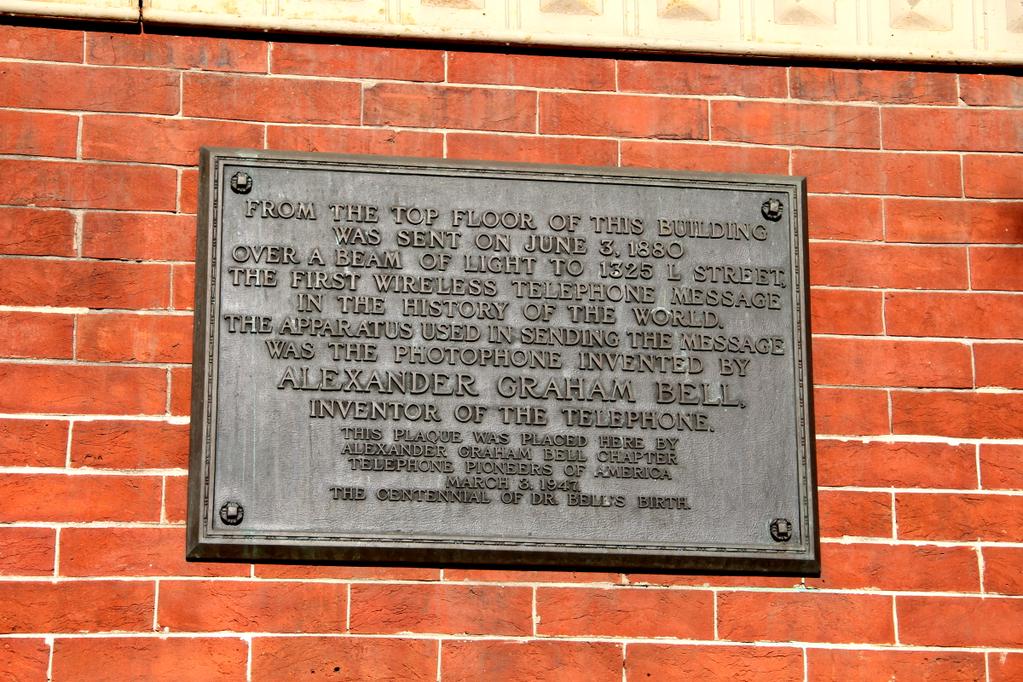 FROM THE TOP FLOOR OF THIS BUILDING
WAS SENT ON JUNE 3, 1880
OVER A BEAM OF LIGHT TO 1325 L STREET,
THE FIRST WIRELESS TELEPHONE MESSAGE
IN THE HISTORY OF THE WORLD.
THE APPARATUS USED IN SENDING THE MESSAGE
WAS THE PHOTOPHONE INVENTED BY
ALEXANDER GRAHAM BELL,
INVENTOR OF THE TELEPHONE.
THIS PLAQUE WAS PLACED HERE BY
ALEXANDER GRAHAM BELL CHAPTER
TELEPHONE PIONEERS OF AMERICA
MARCH 3, 1947,
THE CENTENNIAL OF DR. BELL'S BIRTH.